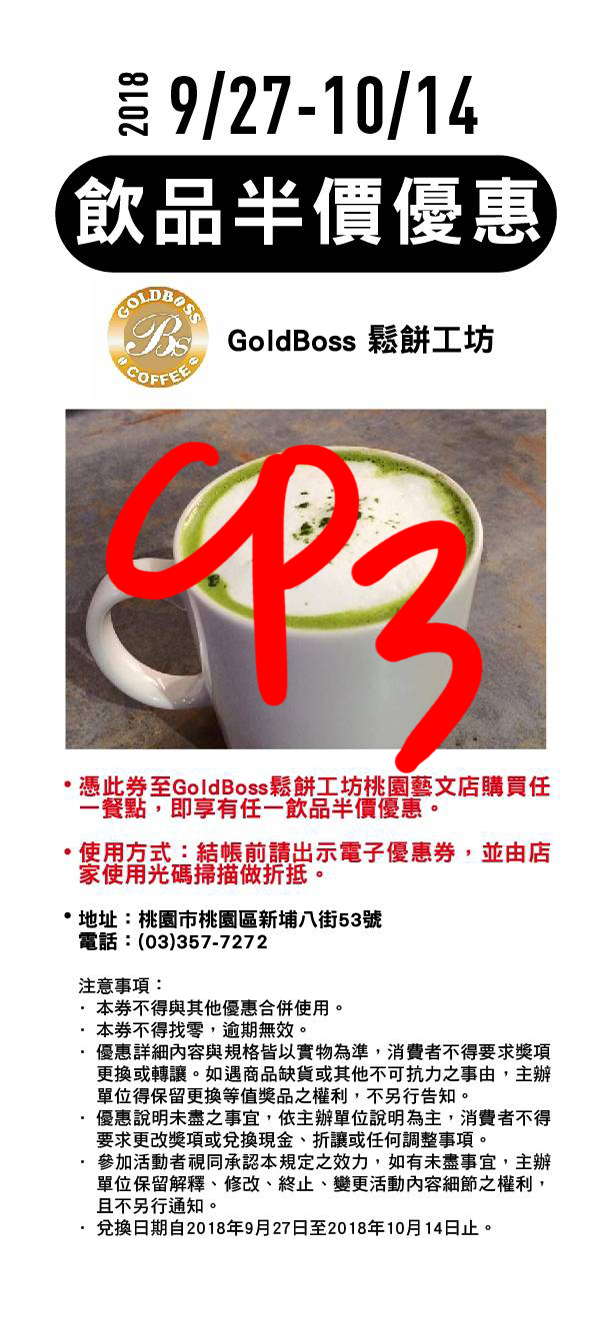 2018 9/27-10/14
飲品半價優惠
GOLDBOSS
Bs
COFFEE
GoldBoss 鬆餅工坊
CP3
•憑此券至GoldBoss鬆餅工坊桃園藝文店購買任
一餐點，即享有任一飲品半價優惠。
•使用方式：結帳前請出示電子優惠券，並由店
家使用光碼掃描做折抵。
•地址：桃園市桃園區新埔八街53號
電話：(03)357-7272
注意事項：
· 本券不得與其他優惠合併使用。
· 本券不得找零，逾期無效。
· 優惠詳細內容與規格皆以實物為準，消費者不得要求獎項
更換或轉讓。如遇商品缺貨或其他不可抗力之事由，主辦
單位得保留更換等值獎品之權利，不另行告知。
· 優惠說明未盡之事宜，依主辦單位說明為主，消費者不得
要求更改獎項或兌換現金、折讓或任何調整事項。
· 參加活動者視同承認本規定之效力，如有未盡事宜，主辦
單位保留解釋、修改、終止、變更活動內容細節之權利，
且不另行通知。
· 兌換日期自2018年9月27日至2018年10月14日止。